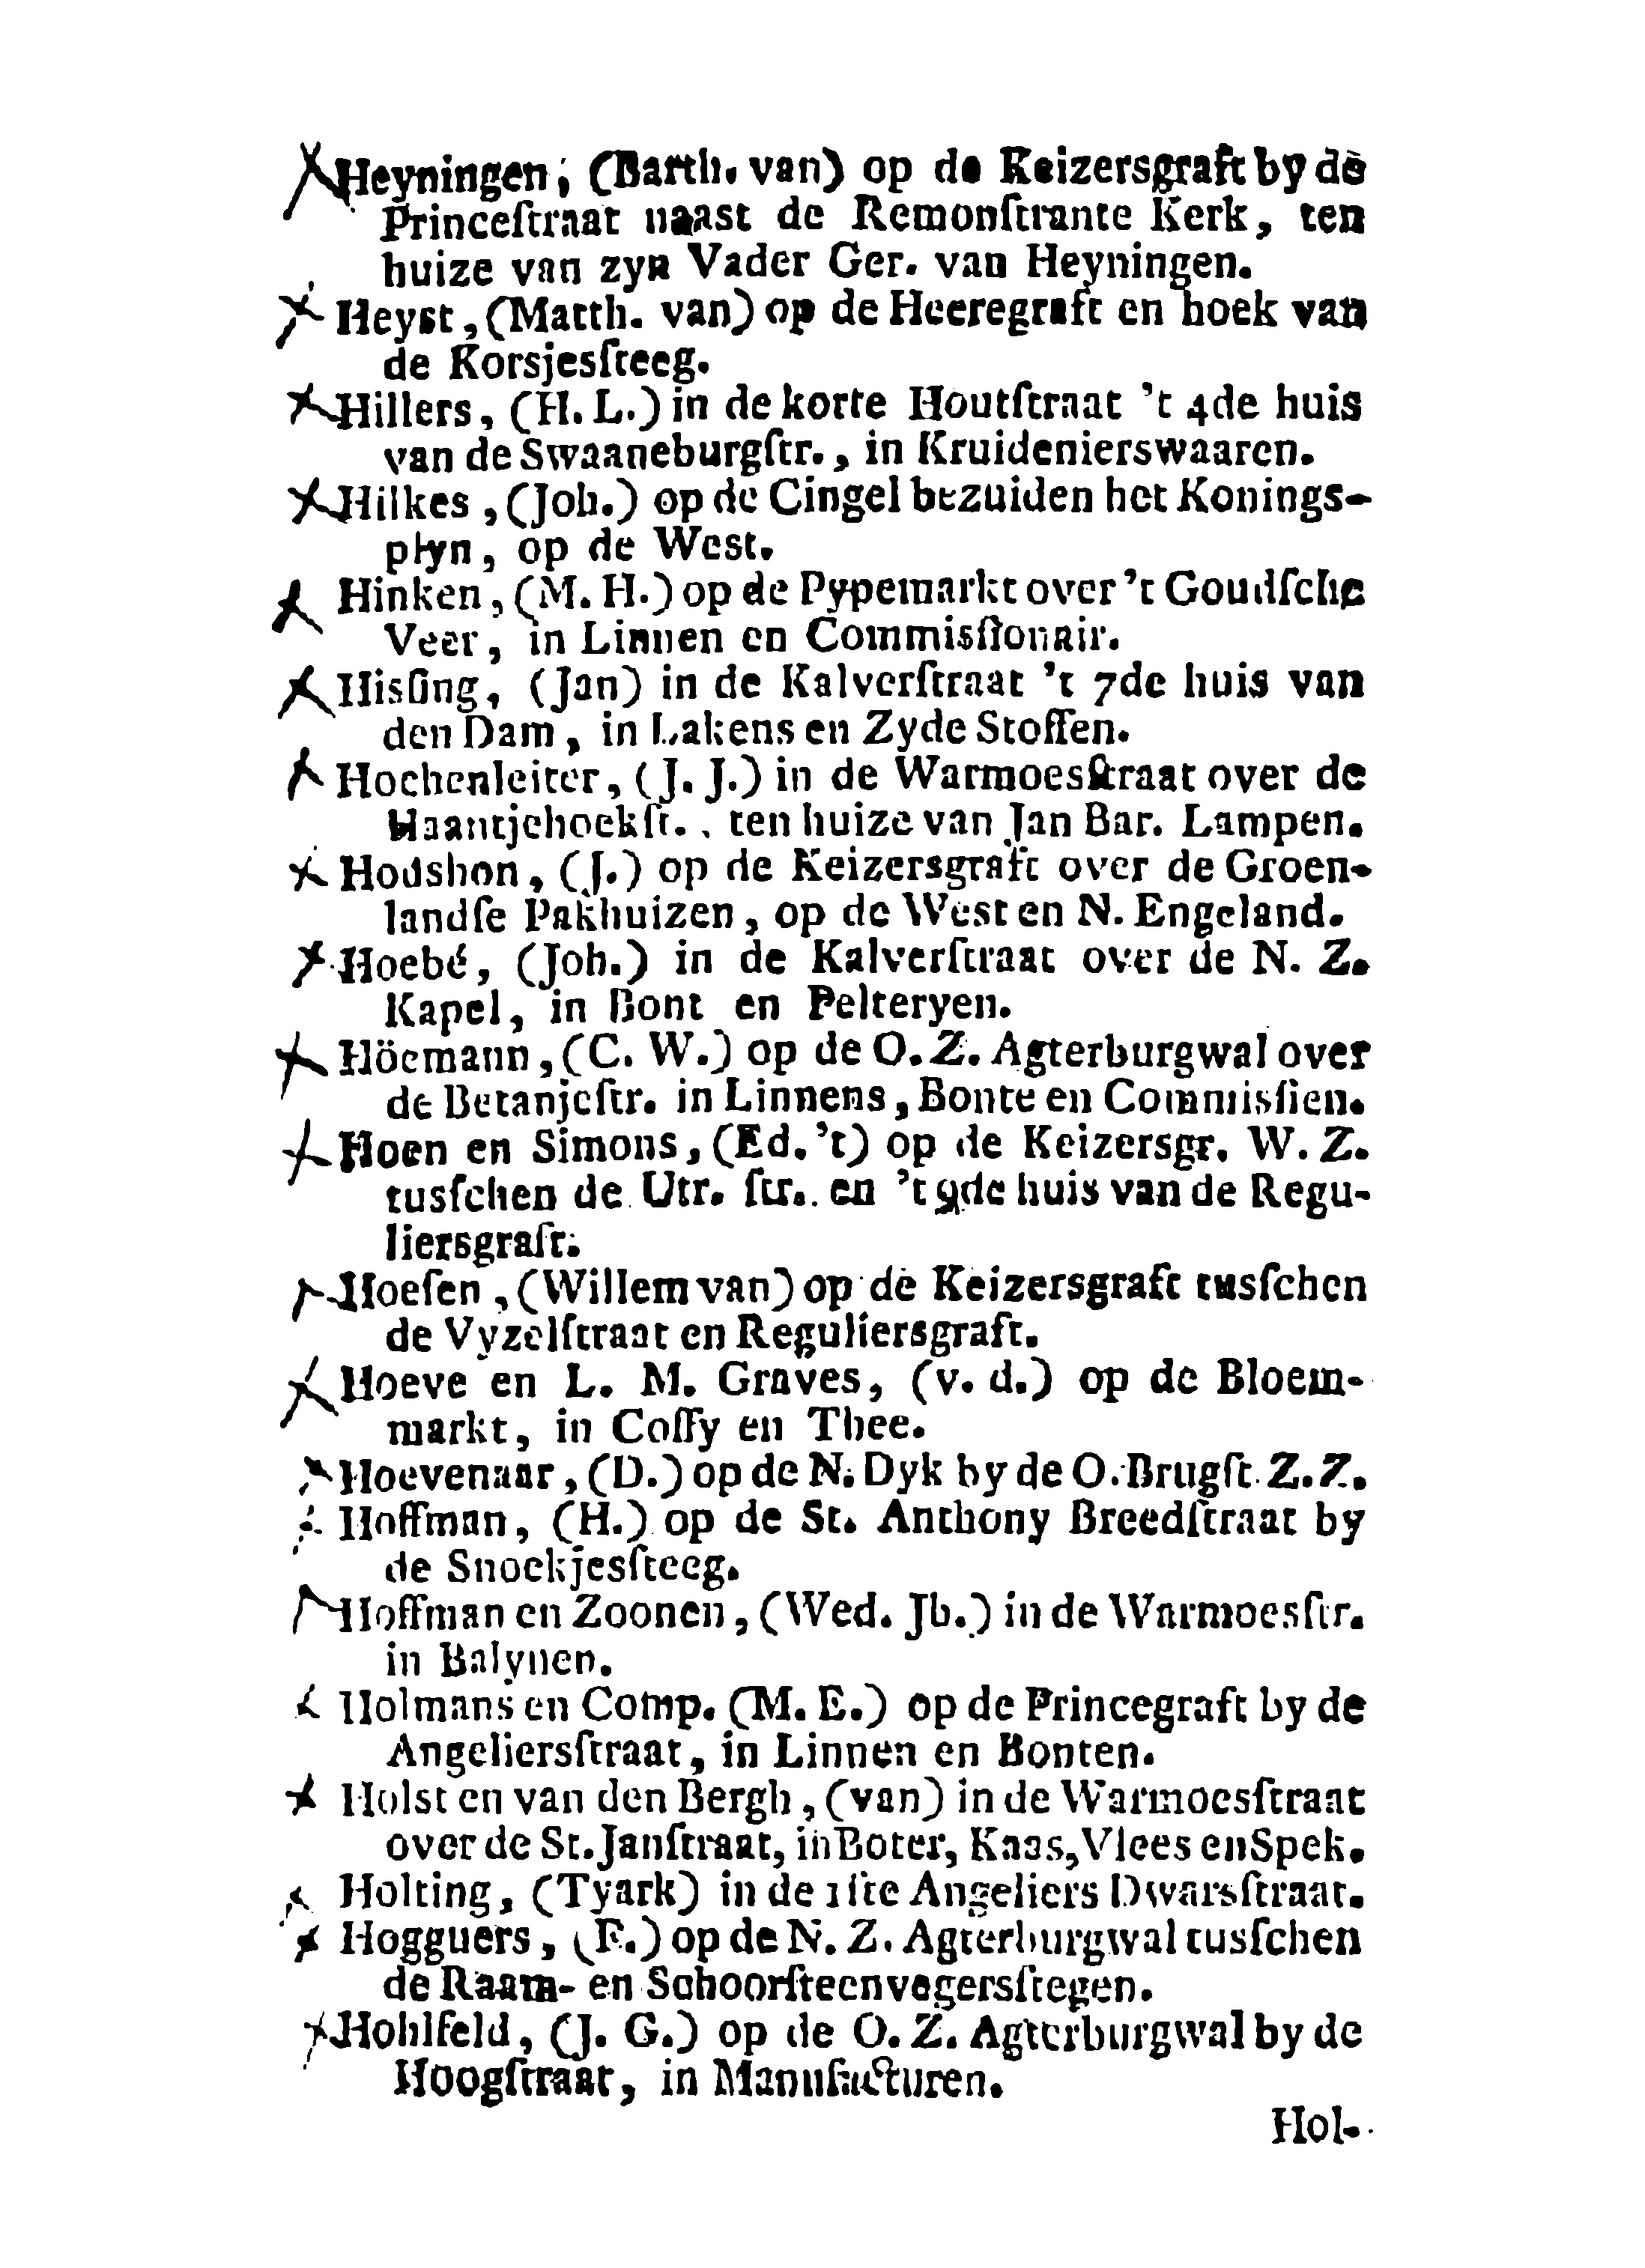 Heyningen, (Barth. van) op de Keizersgraft by de
Princeſtraat naast de Remonſtrante Kerk, ten
huize van zyn Vader Ger. van Heyningen.
Heyst, (Matth. van) op de Heeregraft en hoek van
de Korsjesſteeg.
Hillers, (H. L.) in de korte Houtſtraat 't 4de huis
van de Swaaneburgſtr., in Kruidenierswaaren.
Hilkes, (Joh.) op de Cingel bezuiden het Konings-
plyn, op de West.
Hinken, (M. H.) op de Pypemarkt over 't Goudſche
Veer, in Linnen en Commisſionair.
Hisſing, (Jan) in de Kalverſtraat 't 7de huis van
den Dam, in Lakens en Zyde Stoffen.
Hochenleiter, (J. J.) in de Warmoesſtraat over de
Haantjehoekſt., ten huize van Jan Bar. Lampen.
Hodshon, (J.) op de Keizersgraft over de Groen-
landſe Pakhuizen, op de West en N. Engeland.
Hoebé, (Joh.) in de Kalverſtraat over de N. Z.
Kapel, in Bont en Pelteryen.
Höemann, (C. W.) op de O. Z. Agterburgwal over
de Betanjeſtr. in Linnens, Bonte en Commisſien.
Hoen en Simons, (Ed. 't) op de Keizersgr. W. Z.
tusſchen de Utr. ſtr. en 't 9de huis van de Regu-
liersgraft.
Hoeſen, (Willem van) op de Keizersgraft tusſchen
de Vyzelſtraat en Reguliersgraft.
Hoeve en L. M. Graves, (v. d.) op de Bloem-
markt, in Coffy en Thee.
Hoevenaar, (D.) op de N. Dyk by de O. Brugſt. Z. Z.
Hoffman, (H.) op de St. Anthony Breedſtraat by
de Snoekjesſteeg.
Hoffman en Zoonen, (Wed. Jb.) in de Warmoesſtr.
in Balynen.
Holmans en Comp. (M. E.) op de Princegraft by de
Angeliersſtraat, in Linnen en Bonten.
Holst en van den Bergh, (van) in de Warmoesſtraat
over de St. Janſtraat, in Boter, Kaas, Vlees en Spek.
Holting, (Tyark) in de 1ſte Angeliers Dwarsſtraat.
Hogguers, (F.) op de N. Z. Agterburgwal tusſchen
de Raam- en Schoorſteenvegersſtegen.
Hohlfeld, (J. G.) op de O. Z. Agterburgwal by de
Hoogſtraat, in Manufacturen.
Hol-